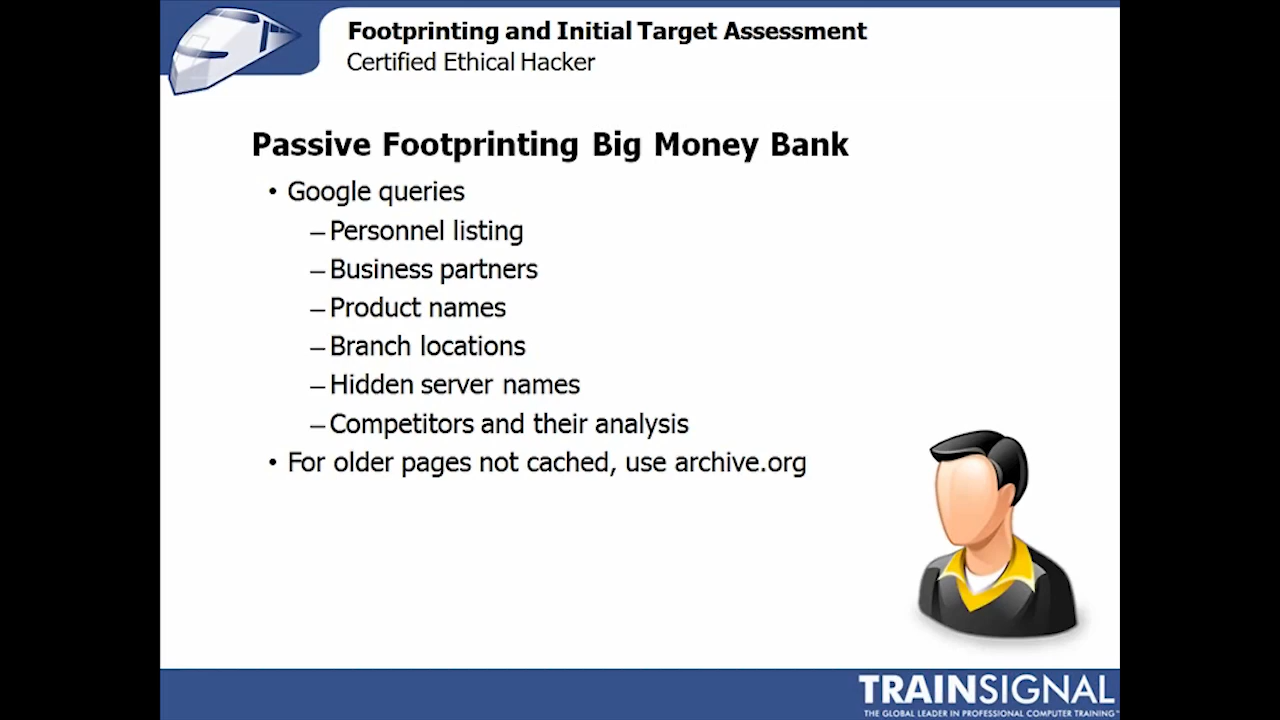 Footprinting and Initial Target Assessment
Certified Ethical Hacker
Passive Footprinting Big Money Bank
• Google queries
– Personnel listing
– Business partners
– Product names
– Branch locations
– Hidden server names
– Competitors and their analysis
• For older pages not cached, use archive.org
TRAINSIGNAL
THE GLOBAL LEADER IN PROFESSIONAL COMPUTER TRAINING™